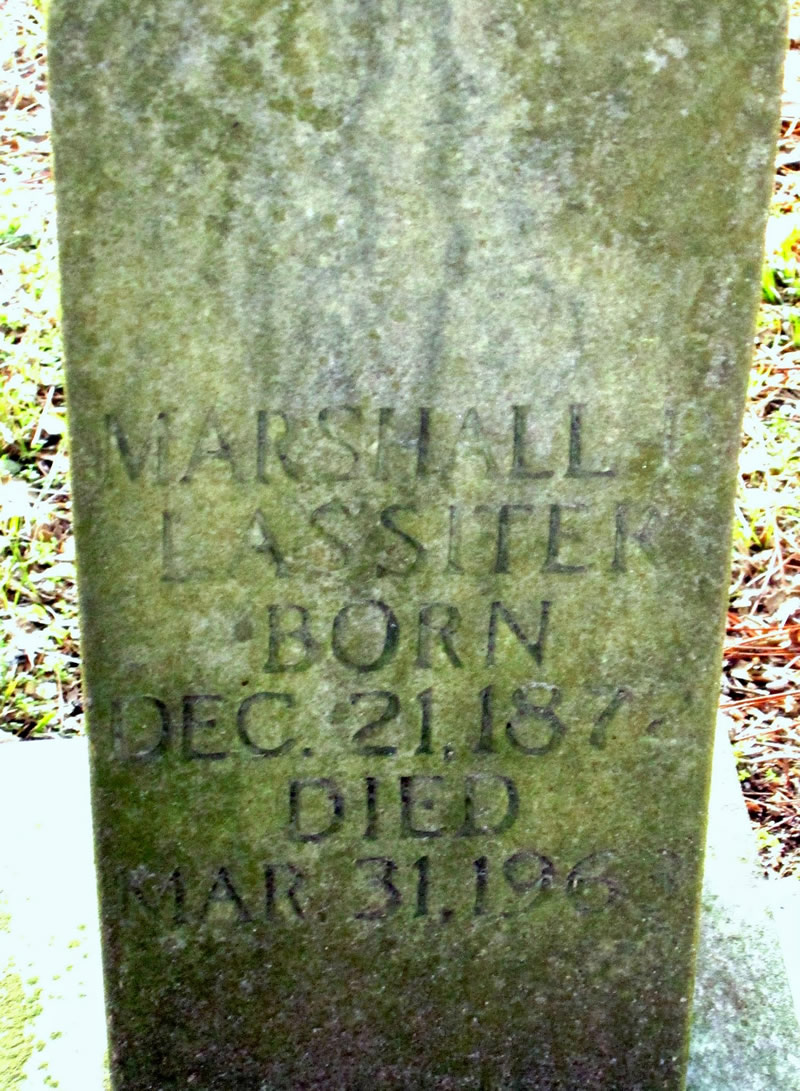 MARSHALL
LASSITER
BORN
DEC. 21,
DIED
MAR 31,